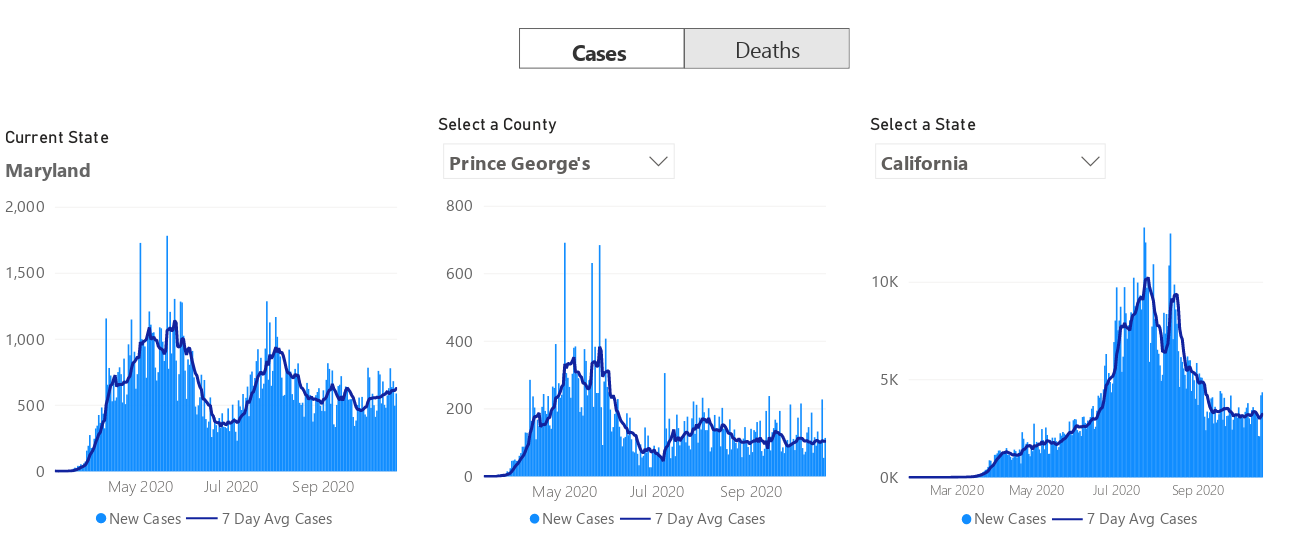 Cases
Deaths
Current State
Maryland
2,000
1,500
1,000
500
0
May 2020
Jul 2020
Sep 2020
New Cases
7 Day Avg Cases
Select a County
Prince George's
800
600
400
200
0
May 2020
Jul 2020
Sep 2020
New Cases
7 Day Avg Cases
Select a State
California
10K
5K
0K
Mar 2020
May 2020
Jul 2020
Sep 2020
New Cases
7 Day Avg Cases